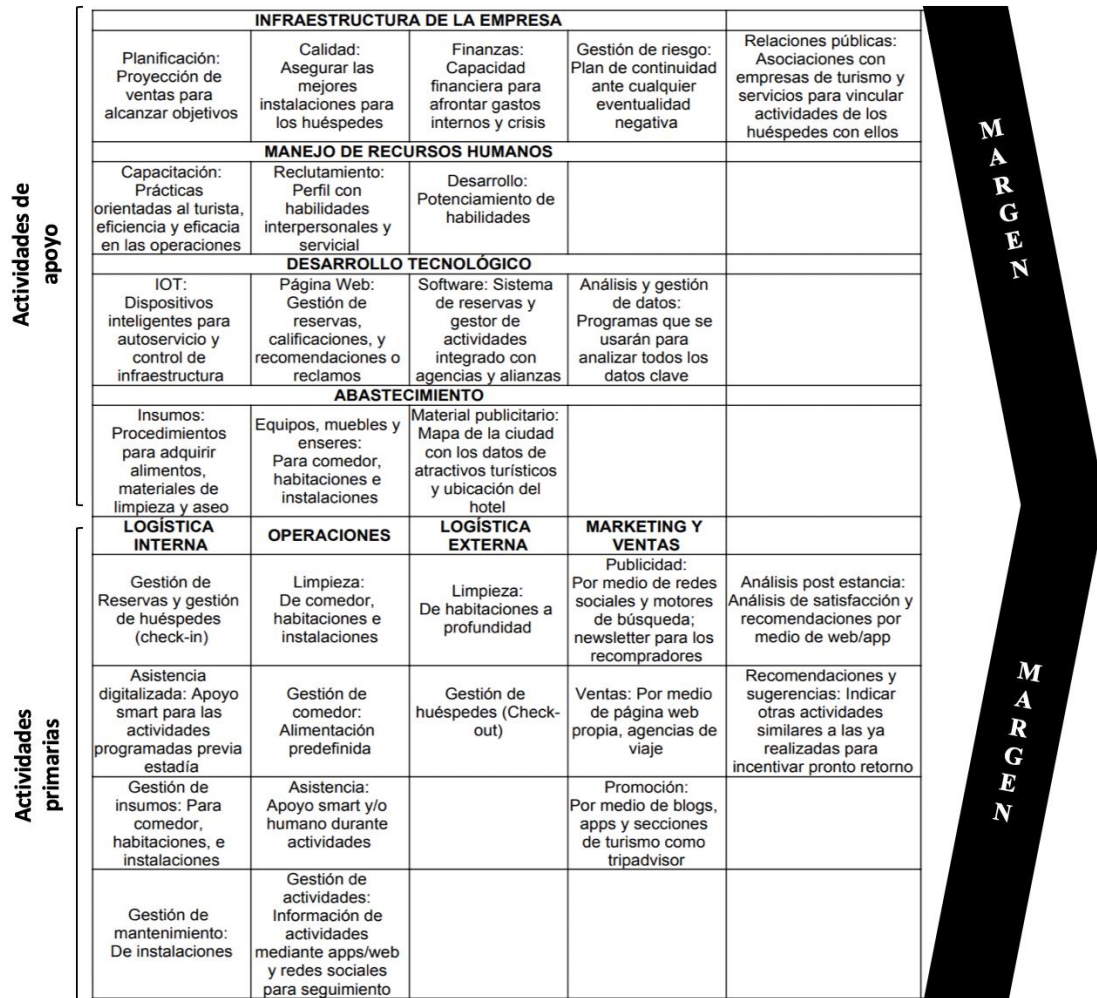 INFRAESTRUCTURA DE LA EMPRESA
Planificación:
Proyección de
ventas para
alcanzar objetivos
Calidad:
Asegurar las
mejores
instalaciones para
los huéspedes
Finanzas:
Capacidad
financiera para
afrontar gastos
internos y crisis
Gestión de riesgo:
Plan de continuidad
ante cualquier
eventualidad
negativa
Relaciones públicas:
Asociaciones con
empresas de turismo y
servicios para vincular
actividades de los
huéspedes con ellos
MANEJO DE RECURSOS HUMANOS
Capacitación:
Prácticas
orientadas al turista,
eficiencia y eficacia
en las operaciones
Reclutamiento:
Perfil con
habilidades
interpersonales y
servicial
Desarrollo:
Potenciamiento de
habilidades
DESARROLLO TECNOLÓGICO
IOT:
Dispositivos
inteligentes para
autoservicio y
control de
infraestructura
Página Web:
Gestión de
reservas,
calificaciones, y
recomendaciones o
reclamos
Software: Sistema
de reservas y
gestor de
actividades
integrado con
agencias y alianzas
Análisis y gestión
de datos:
Programas que se
usarán para
analizar todos los
datos clave
ABASTECIMIENTO
Insumos:
Procedimientos
para adquirir
alimentos,
materiales de
limpieza y aseo
Equipos, muebles y
enseres:
Para comedor,
habitaciones e
instalaciones
Material publicitario:
Mapa de la ciudad
con los datos de
atractivos turísticos
y ubicación del
hotel
Actividades de
apoyo
LOGÍSTICA
INTERNA
OPERACIONES
LOGÍSTICA
EXTERNA
MARKETING Y
VENTAS
Gestión de
Reservas y gestión
de huéspedes
(check-in)
Limpieza:
De comedor,
habitaciones e
instalaciones
Limpieza:
De habitaciones a
profundidad
Publicidad:
Por medio de redes
sociales y motores
de búsqueda;
newsletter para los
recompradores
Análisis post estancia:
Análisis de satisfacción y
recomendaciones por
medio de web/app
Asistencia
digitalizada: Apoyo
smart para las
actividades
programadas previa
estadía
Gestión de
comedor:
Alimentación
predefinida
Gestión de
huéspedes (Check-
out)
Ventas: Por medio
de página web
propia, agencias de
viaje
Recomendaciones y
sugerencias: Indicar
otras actividades
similares a las ya
realizadas para
incentivar pronto retorno
Gestión de
insumos: Para
comedor,
habitaciones, e
instalaciones
Asistencia:
Apoyo smart y/o
humano durante
actividades
Promoción:
Por medio de blogs,
apps y secciones
de turismo como
tripadvisor
Gestión de
mantenimiento:
De instalaciones
Gestión de
actividades:
Información de
actividades
mediante apps/web
y redes sociales
para seguimiento
Actividades
primarias
MARGEN
MARGEN